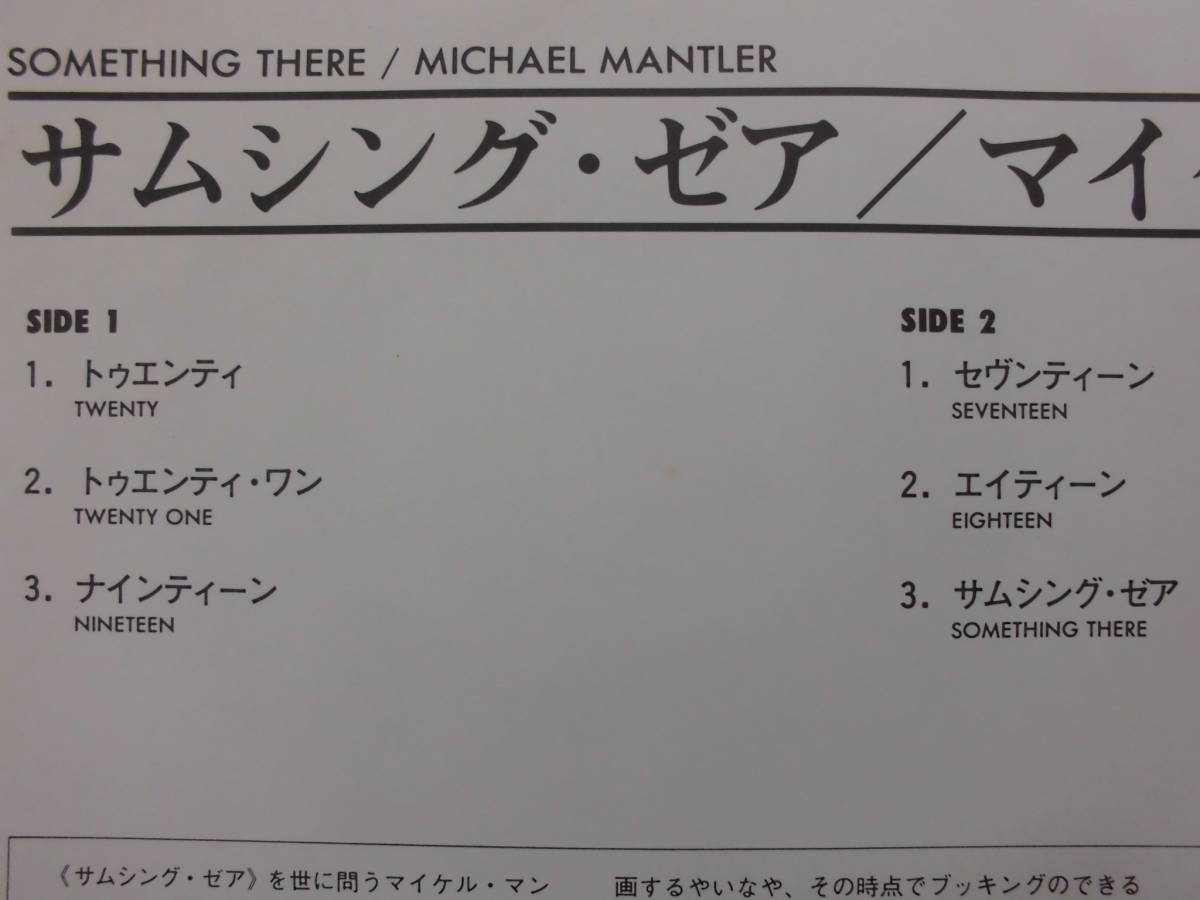 SOMETHING THERE / MICHAEL MANTLER
サムシング・ゼア／マイ
SIDE 1
1. トゥエンティ
TWENTY
2. トゥエンティ・ワン
TWENTY ONE
3. ナインティーン
NINETEEN
SIDE 2
1. セヴンティーン
SEVENTEEN
2. エイティーン
EIGHTEEN
3. サムシング・ゼア
SOMETHING THERE
《サムシング・ゼア》を世に問うマイケル・マン
画するやいなや、その時点でブッキングのできる